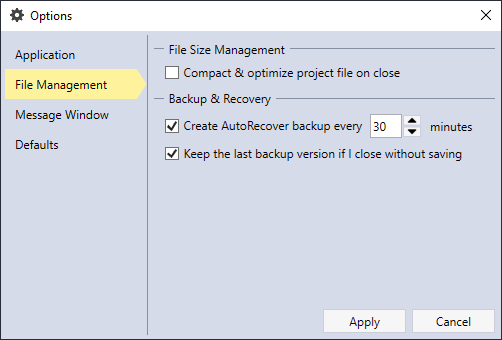 Options
Application
File Management
Message Window
Defaults
File Size Management
Compact & optimize project file on close
Backup & Recovery
Create AutoRecover backup every 30 minutes
Keep the last backup version if I close without saving
Apply Cancel